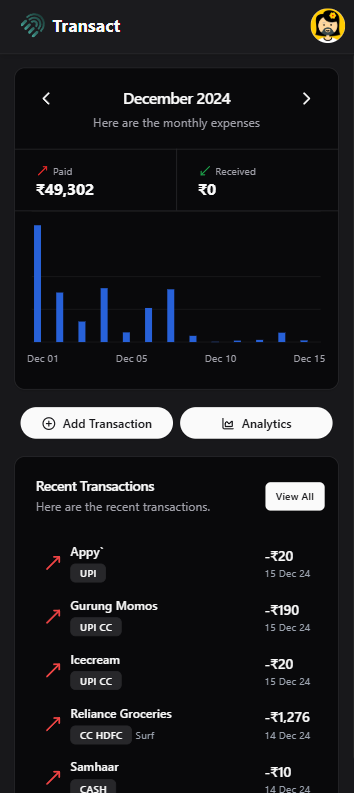 Transact
December 2024
Here are the monthly expenses
Paid
₹49,302
Received
₹0
Dec 01 Dec 05 Dec 10 Dec 15
Add Transaction
Analytics
Recent Transactions
Here are the recent transactions.
View All
Appy` -₹20
UPI 15 Dec 24
Gurung Momos -₹190
UPI CC 15 Dec 24
Icecream -₹20
UPI CC 15 Dec 24
Reliance Groceries -₹1,276
CC HDFC Surf 14 Dec 24
Samhaar -₹10
CASH 14 Dec 24